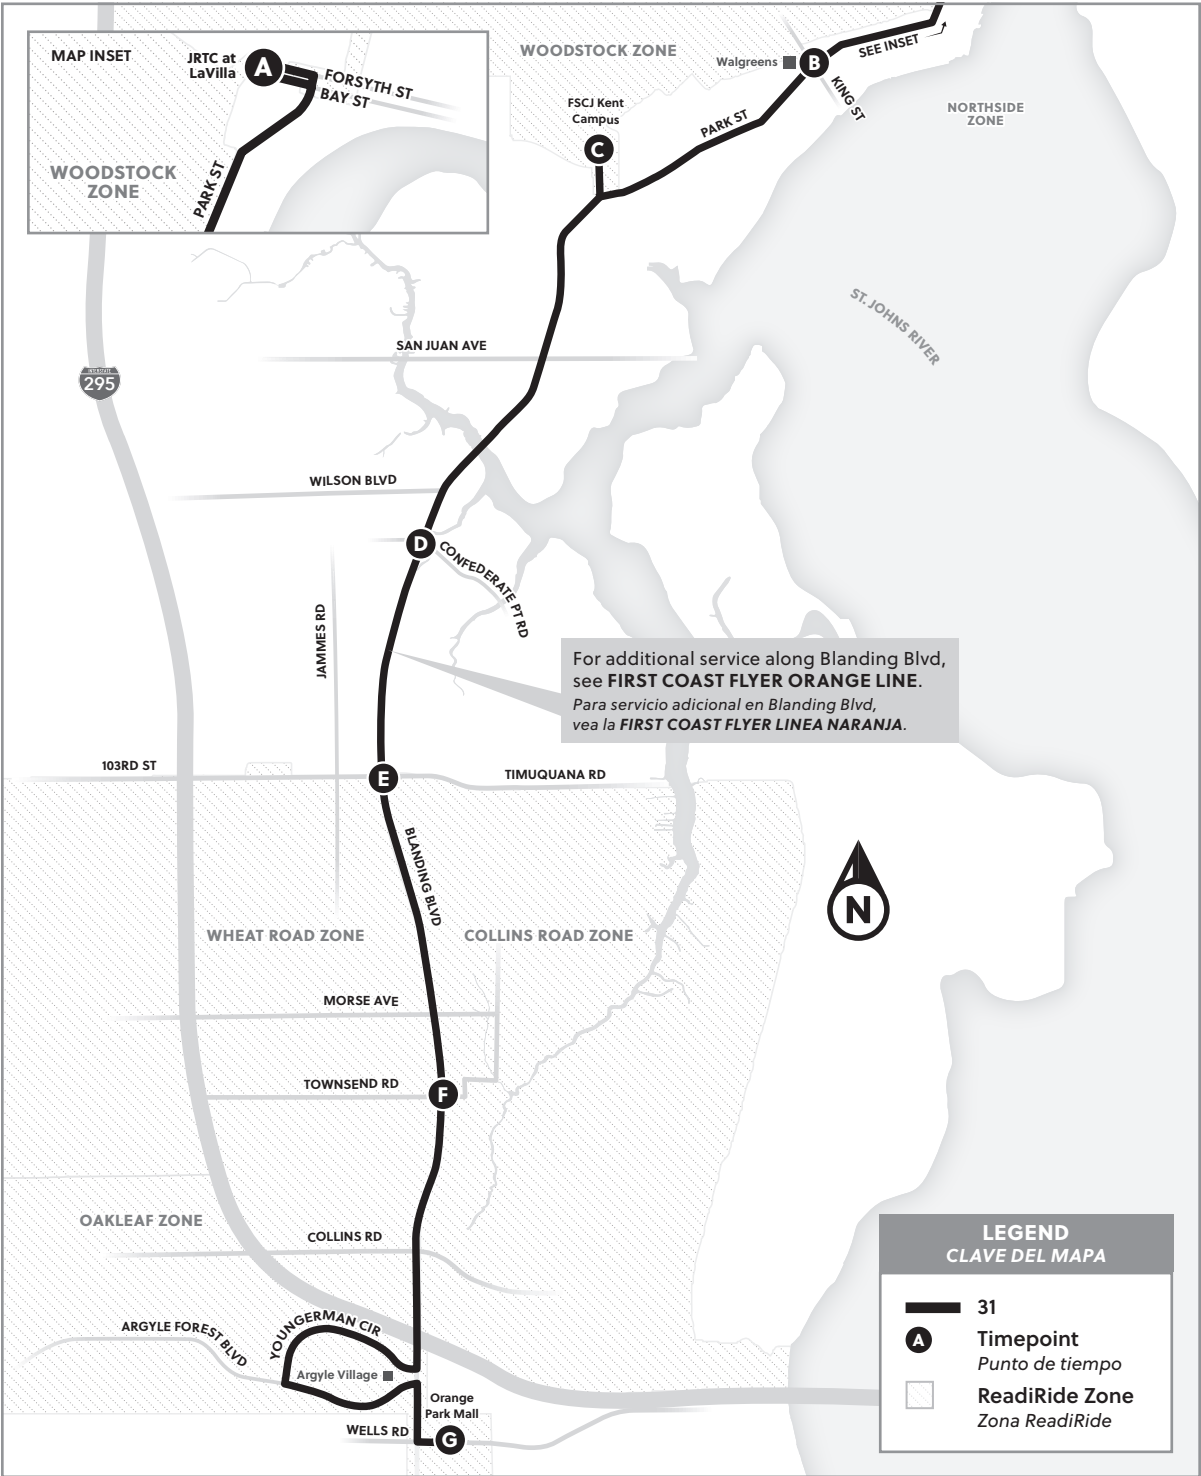 MAP INSET
JRTC at
LaVilla
A
FORSYTH ST
BAY ST
WOODSTOCK
ZONE
PARK ST
WOODSTOCK ZONE
Walgreens
B
SEE INSET
KING ST
NORTHSIDE
ZONE
FSCJ Kent
Campus
C
PARK ST
ST. JOHNS RIVER
SAN JUAN AVE
INTERSTATE
295
WILSON BLVD
D
CONFEDERATE PT RD
JAMMES RD
For additional service along Blanding Blvd,
see FIRST COAST FLYER ORANGE LINE.
Para servicio adicional en Blanding Blvd,
vea la FIRST COAST FLYER LINEA NARANJA.
103RD ST
E
TIMUQUANA RD
BLANDING BLVD
N
WHEAT ROAD ZONE
COLLINS ROAD ZONE
MORSE AVE
TOWNSEND RD
F
OAKLEAF ZONE
COLLINS RD
ARGYLE FOREST BLVD
YOUNGERMAN CIR
Argyle Village
Orange
Park Mall
WELLS RD
G
LEGEND
CLAVE DEL MAPA
31
A
Timepoint
Punto de tiempo
ReadiRide Zone
Zona ReadiRide